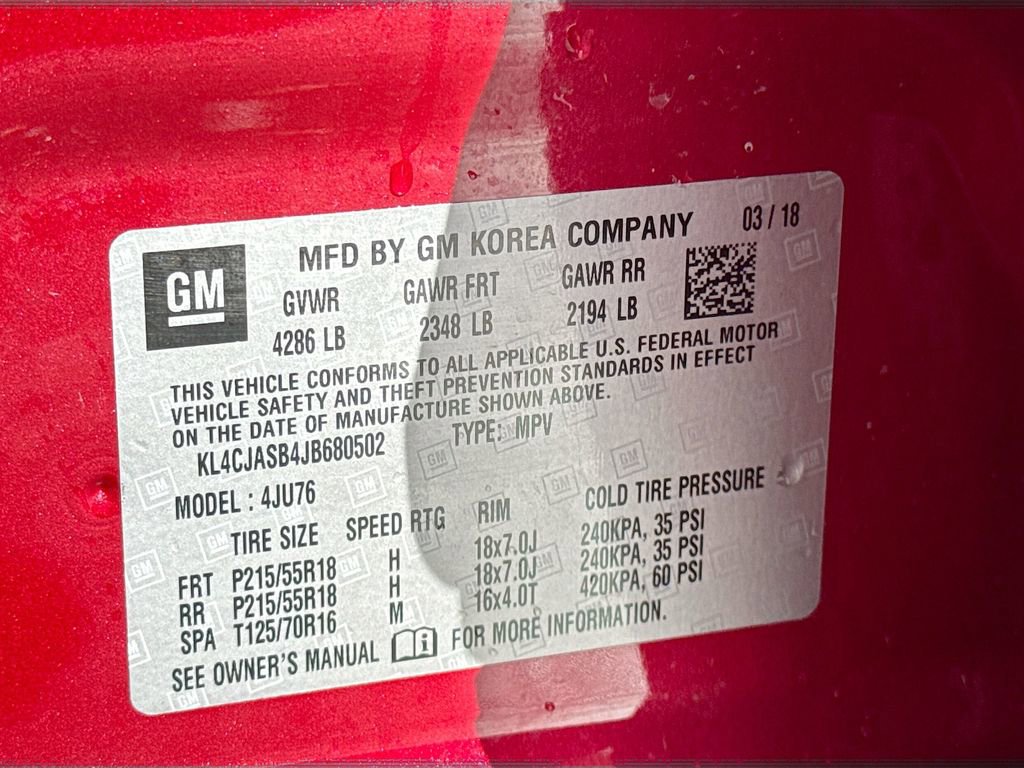 GM
MFD BY GM KOREA COMPANY 03 / 18
GVWR GAWR FRT GAWR RR
4286 LB 2348 LB 2194 LB
THIS VEHICLE CONFORMS TO ALL APPLICABLE U.S. FEDERAL MOTOR
VEHICLE SAFETY AND THEFT PREVENTION STANDARDS IN EFFECT
ON THE DATE OF MANUFACTURE SHOWN ABOVE.
KL4CJASB4JB680502 TYPE: MPV
MODEL : 4JU76
TIRE SIZE SPEED RTG RIM COLD TIRE PRESSURE
FRT P215/55R18 H 18x7.0J 240KPA, 35 PSI
RR P215/55R18 H 18x7.0J 240KPA, 35 PSI
SPA T125/70R16 M 16x4.0T 420KPA, 60 PSI
SEE OWNER'S MANUAL i FOR MORE INFORMATION.